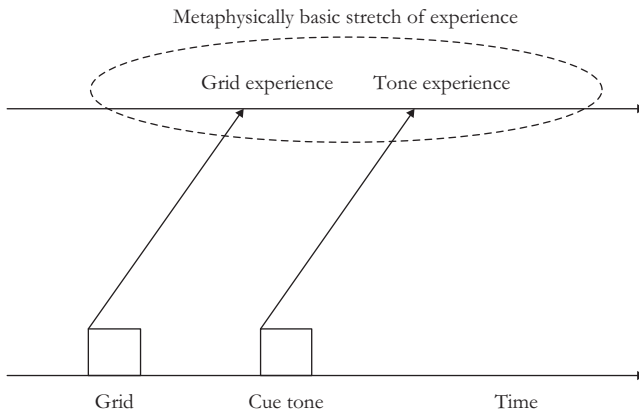 Metaphysically basic stretch of experience
Grid experience Tone experience
Grid Cue tone Time